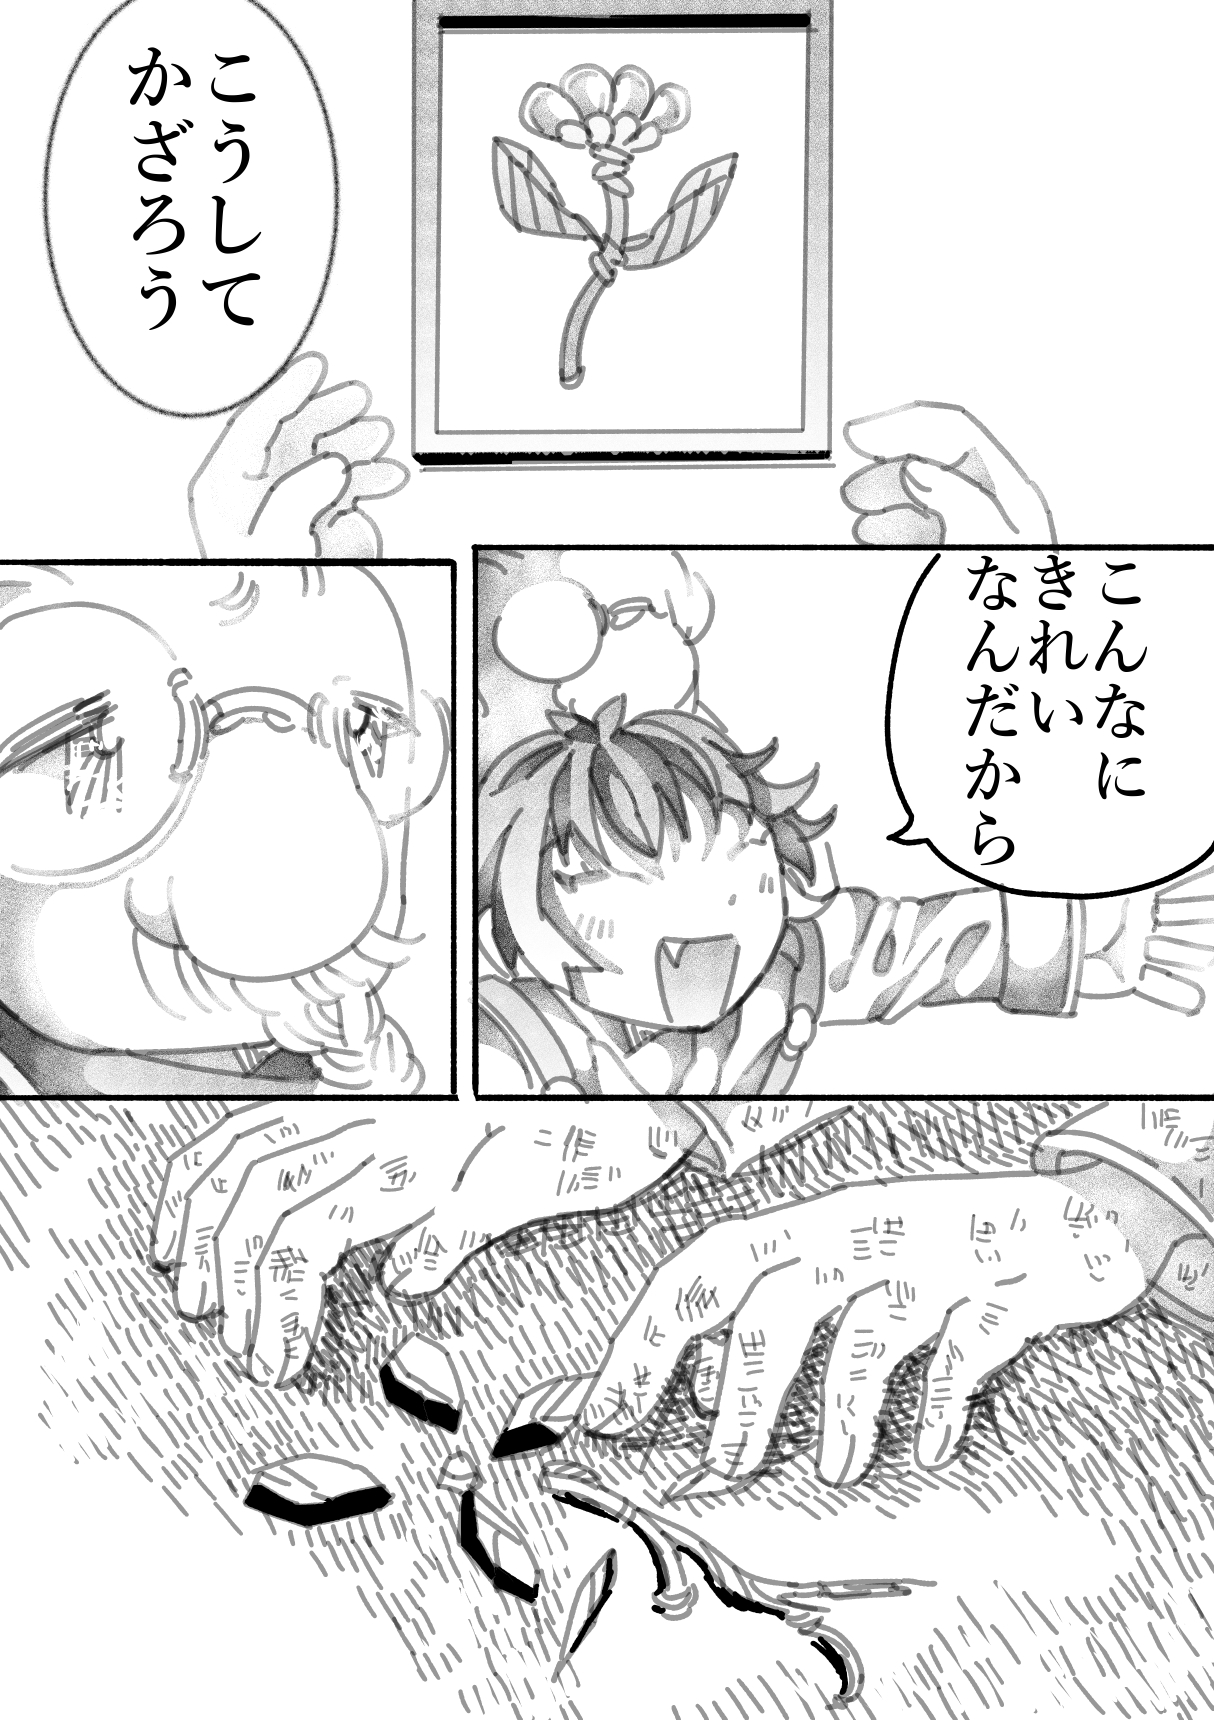 こうして
かざろう
こんなに
きれい
なんだから